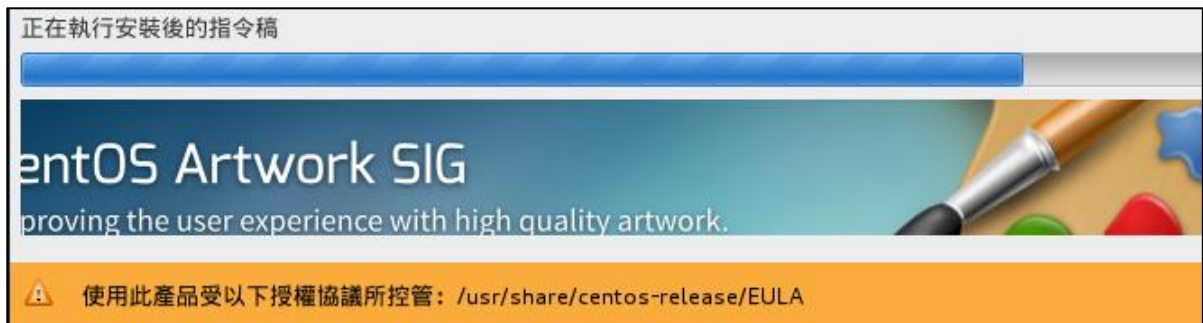 正在執行安裝後的指令稿
entOS Artwork SIG
proving the user experience with high quality artwork.
使用此產品受以下授權協議所控管：/usr/share/centos-release/EULA